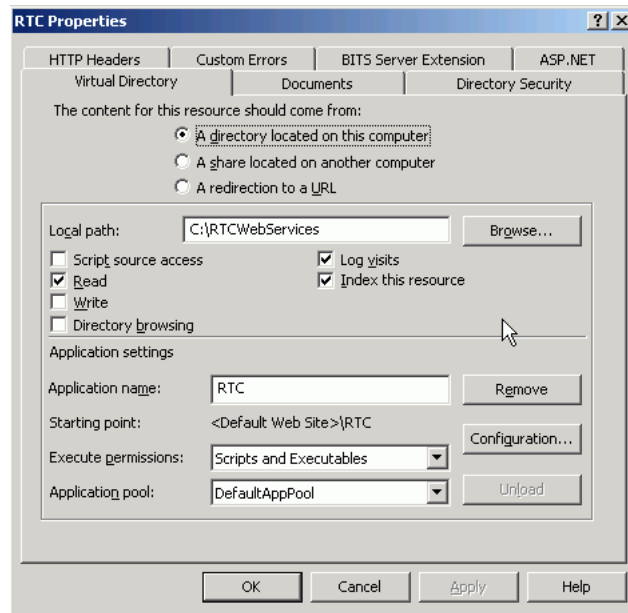 RTC Properties
HTTP Headers Custom Errors BITS Server Extension ASP.NET
Virtual Directory Documents Directory Security
The content for this resource should come from:
A directory located on this computer
A share located on another computer
A redirection to a URL
Local path: C:\RTCWebServices Browse...
Script source access Log visits
Read Index this resource
Write
Directory browsing
Application settings
Application name: RTC Remove
Starting point: <Default Web Site>\RTC
Configuration...
Execute permissions: Scripts and Executables
Application pool: DefaultAppPool Unload
OK Cancel Apply Help